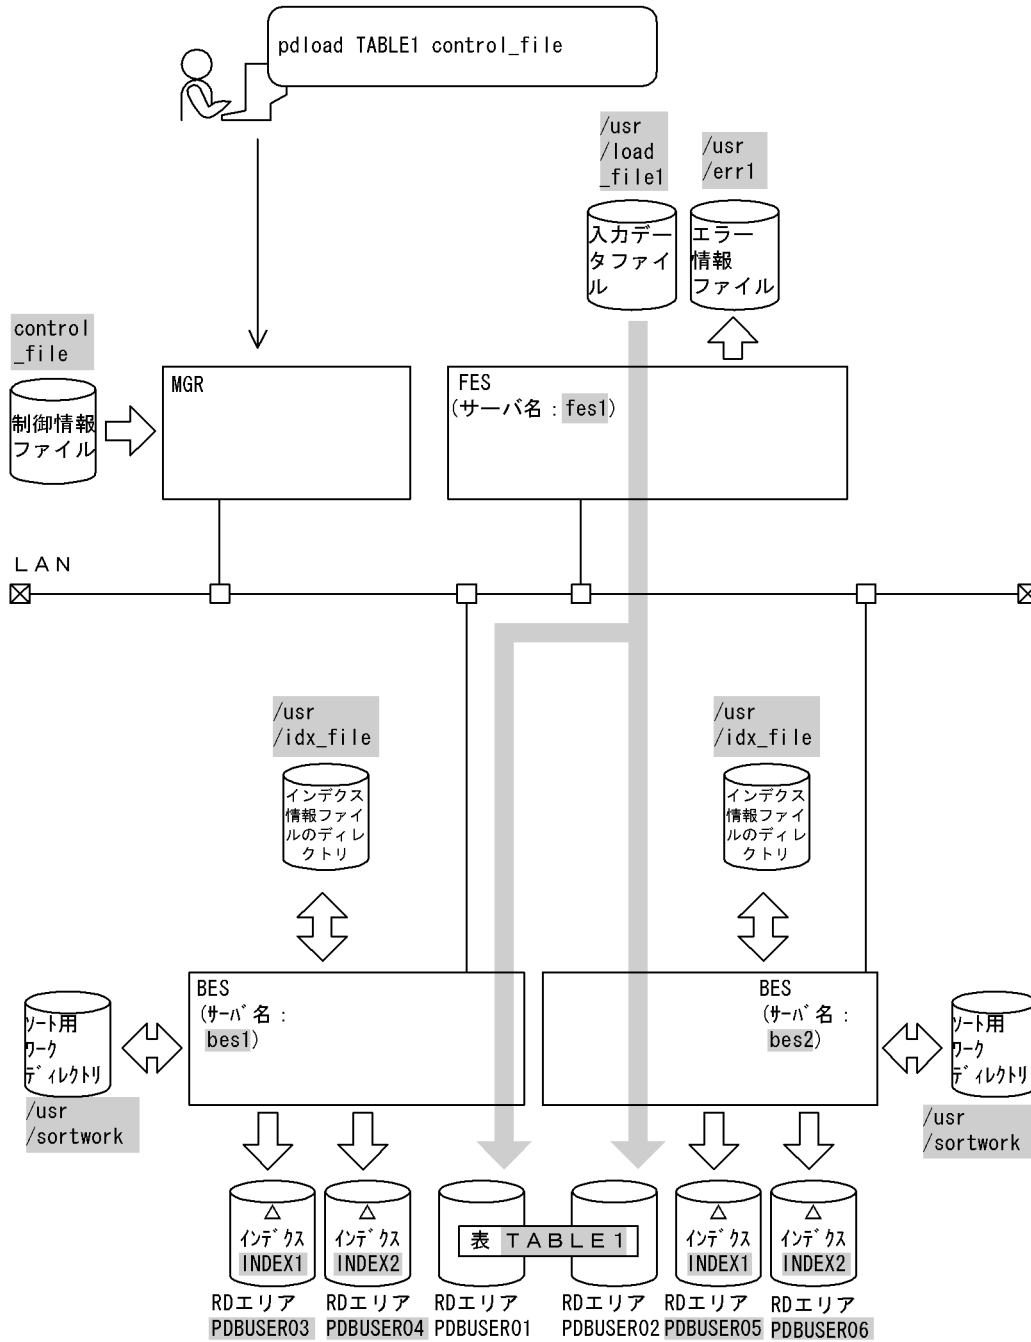 pdload TABLE1 control_file
/usr
/load
_file1
/usr
/err1
入力デー
タファイ
ル
エラー
情報
ファイル
control
_file
制御情報
ファイル
MGR
FES
(サーバ名：fes1)
ＬＡＮ
/usr
/idx_file
インデクス
情報ファイ
ルのディレ
クトリ
/usr
/idx_file
インデクス
情報ファイ
ルのディレ
クトリ
BES
(ｻｰﾊﾞ名：
bes1)
BES
(ｻｰﾊﾞ名：
bes2)
ｿｰﾄ用
ﾜｰｸ
ﾃﾞｨﾚｸﾄﾘ
/usr
/sortwork
ｿｰﾄ用
ﾜｰｸ
ﾃﾞｨﾚｸﾄﾘ
/usr
/sortwork
ｲﾝﾃﾞｸｽ
INDEX1
ｲﾝﾃﾞｸｽ
INDEX2
表 ＴＡＢＬＥ１
ｲﾝﾃﾞｸｽ
INDEX1
ｲﾝﾃﾞｸｽ
INDEX2
RDエリア
PDBUSER03
RDエリア
PDBUSER04
RDエリア
PDBUSER01
RDエリア
PDBUSER02
RDエリア
PDBUSER05
RDエリア
PDBUSER06